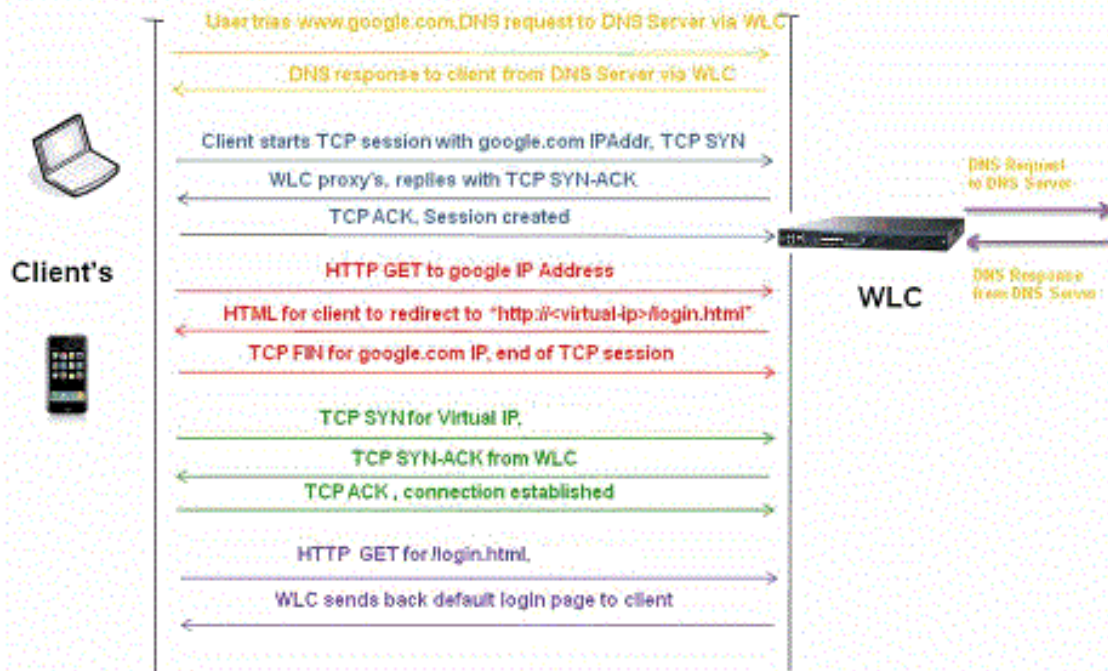 User tries www.google.com,DNS request to DNS Server via WLC
DNS response to client from DNS Server via WLC
Client starts TCP session with google.com IPAddr, TCP SYN
WLC proxy's, replies with TCP SYN-ACK
TCP ACK, Session created
DNS Request
to DNS Server
Client's
HTTP GET to google IP Address
WLC
DNS Response
from DNS Server
HTML for client to redirect to "http://<virtual-ip>/login.html"
TCP FIN for google.com IP, end of TCP session
TCP SYN for Virtual IP,
TCP SYN-ACK from WLC
TCP ACK , connection established
HTTP GET for /login.html,
WLC sends back default login page to client